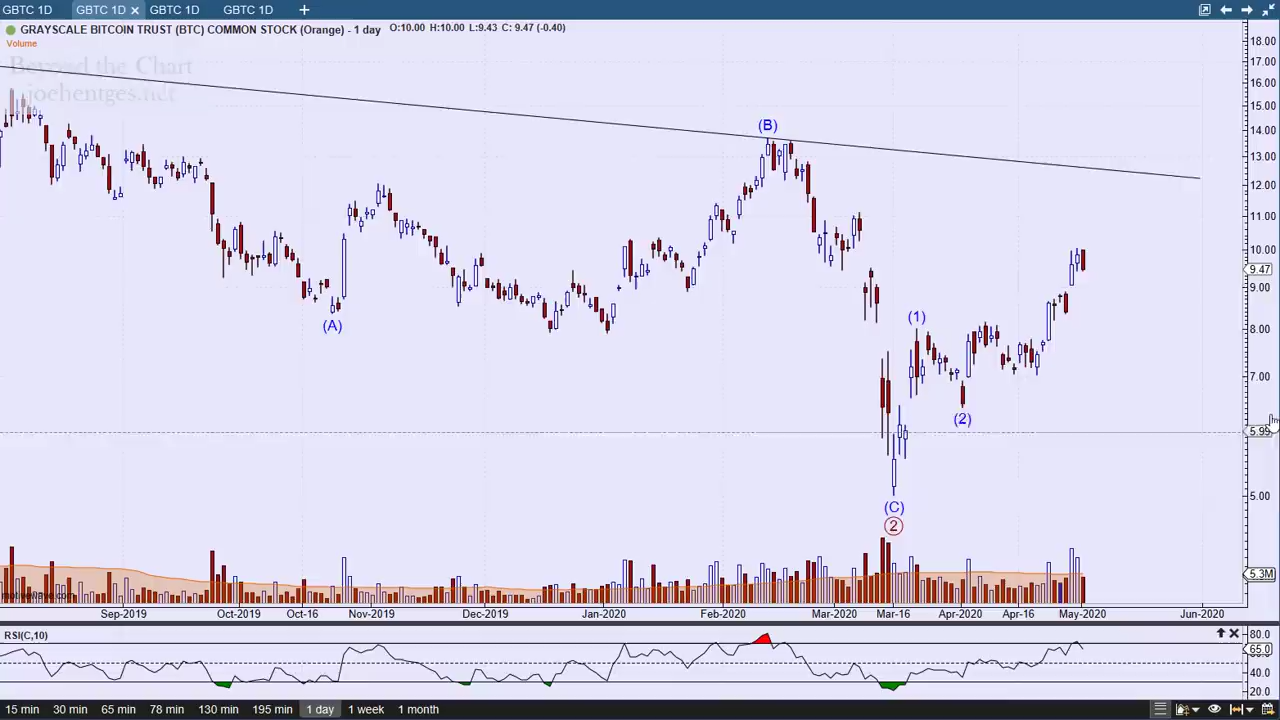 GBTC 1D GBTC 1D × GBTC 1D GBTC 1D +
GRAYSCALE BITCOIN TRUST (BTC) COMMON STOCK (Orange) - 1 day O:10.00 H:10.00 L:9.43 C: 9.47 (-0.40)
Volume
Beyond the Chart
joehentges.net
18.00
17.00
16.00
15.00
14.00
13.00
12.00
11.00
10.00
9.47
9.00
8.00
7.00
5.99
5.00
5.3M
(B)
(A)
(1)
(2)
(C)
2
motivewave.com
Sep-2019 Oct-2019 Oct-16 Nov-2019 Dec-2019 Jan-2020 Feb-2020 Mar-2020 Mar-16 Apr-2020 Apr-16 May-2020 Jun-2020
RSI(C,10)
80.0
65.0
40.0
20.0
15 min 30 min 65 min 78 min 130 min 195 min 1 day 1 week 1 month